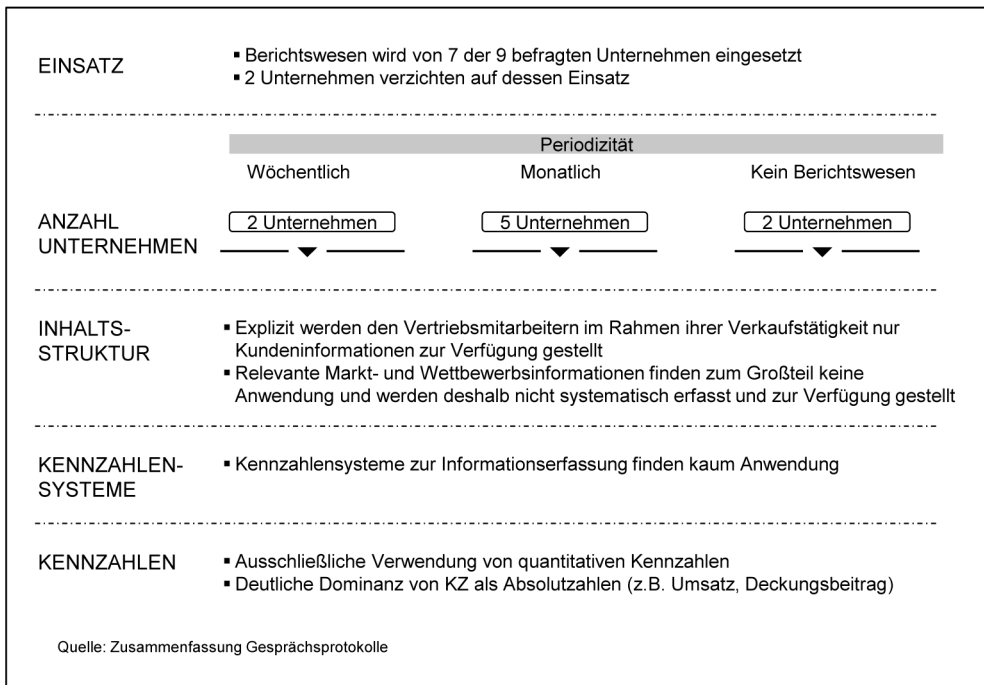 EINSATZ
▪ Berichtswesen wird von 7 der 9 befragten Unternehmen eingesetzt
▪ 2 Unternehmen verzichten auf dessen Einsatz
Periodizität
Wöchentlich Monatlich Kein Berichtswesen
ANZAHL
UNTERNEHMEN
2 Unternehmen 5 Unternehmen 2 Unternehmen
INHALTS-
STRUKTUR
▪ Explizit werden den Vertriebsmitarbeitern im Rahmen ihrer Verkaufstätigkeit nur
Kundeninformationen zur Verfügung gestellt
▪ Relevante Markt- und Wettbewerbsinformationen finden zum Großteil keine
Anwendung und werden deshalb nicht systematisch erfasst und zur Verfügung gestellt
KENNZAHLEN-
SYSTEME
▪ Kennzahlensysteme zur Informationserfassung finden kaum Anwendung
KENNZAHLEN
▪ Ausschließliche Verwendung von quantitativen Kennzahlen
▪ Deutliche Dominanz von KZ als Absolutzahlen (z.B. Umsatz, Deckungsbeitrag)
Quelle: Zusammenfassung Gesprächsprotokolle